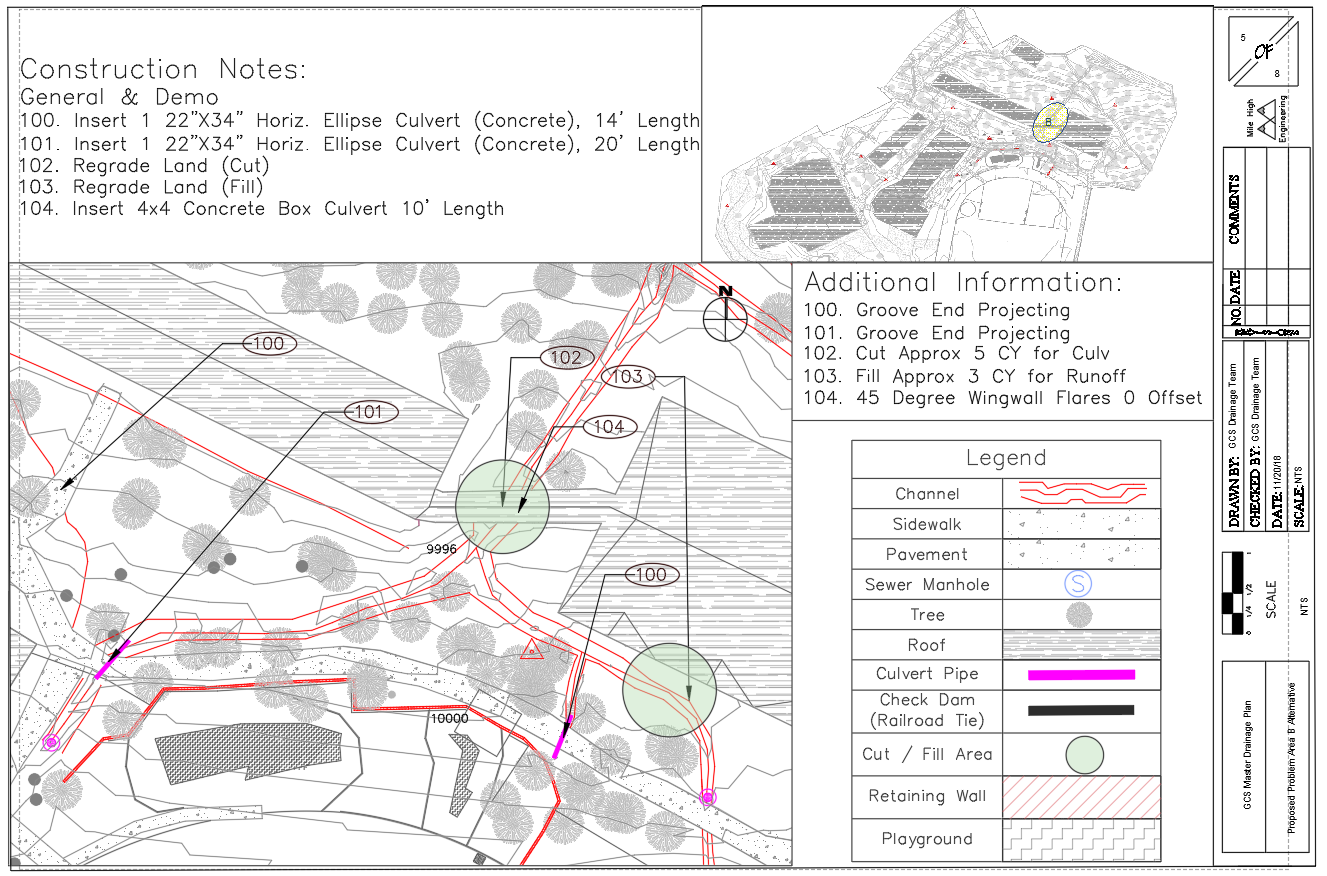 Construction Notes:
General & Demo
100. Insert 1 22"X34" Horiz. Ellipse Culvert (Concrete), 14' Length
101. Insert 1 22"X34" Horiz. Ellipse Culvert (Concrete), 20' Length
102. Regrade Land (Cut)
103. Regrade Land (Fill)
104. Insert 4x4 Concrete Box Culvert 10' Length
B
N
100
101
102
103
104
100
9996
10000
Additional Information:
100. Groove End Projecting
101. Groove End Projecting
102. Cut Approx 5 CY for Culv
103. Fill Approx 3 CY for Runoff
104. 45 Degree Wingwall Flares 0 Offset
Legend
Channel
Sidewalk
Pavement
Sewer Manhole
S
Tree
Roof
Culvert Pipe
Check Dam
(Railroad Tie)
Cut / Fill Area
Retaining Wall
Playground
5
OF
8
Mile High
Engineering
NO. DATE COMMENTS
DRAWN BY: GCS Drainage Team
CHECKED BY: GCS Drainage Team
DATE: 11/20/18
SCALE: NTS
0 1/4 1/2 1
SCALE
NTS
GCS Master Drainage Plan
Proposed Problem Area B Alternative